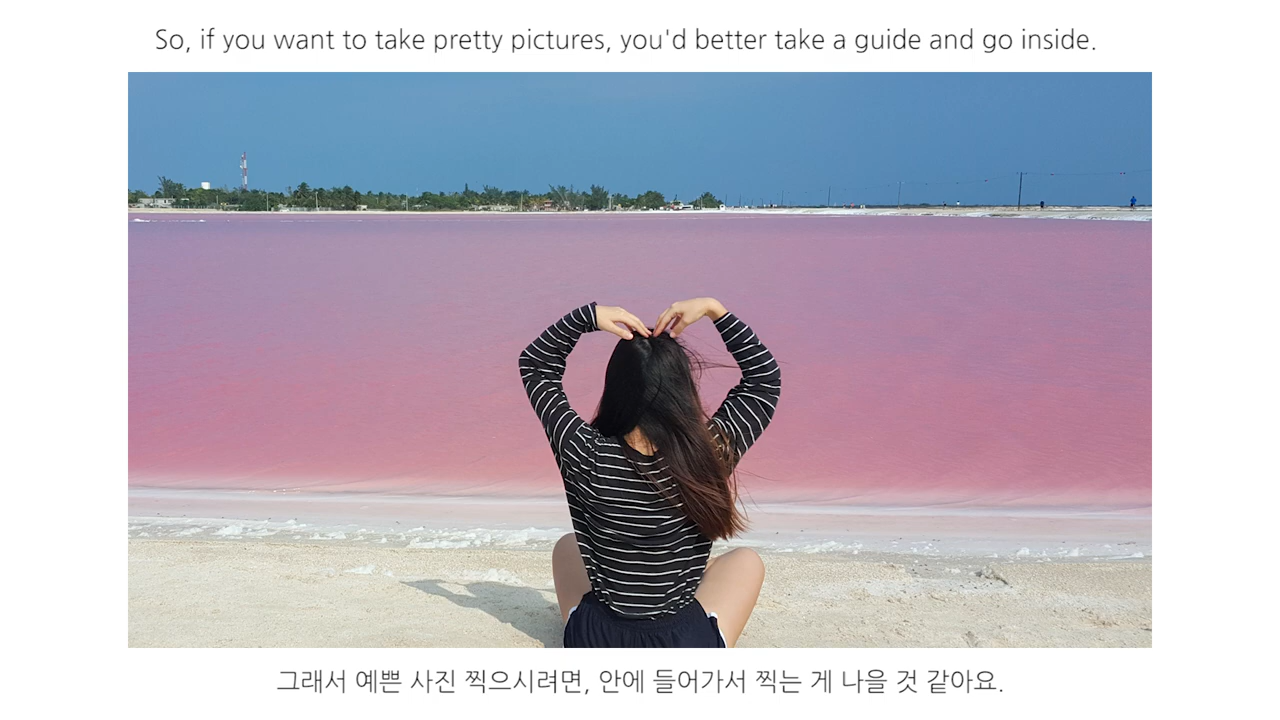 So, if you want to take pretty pictures, you'd better take a guide and go inside.
그래서 예쁜 사진 찍으시려면, 안에 들어가서 찍는 게 나을 것 같아요.